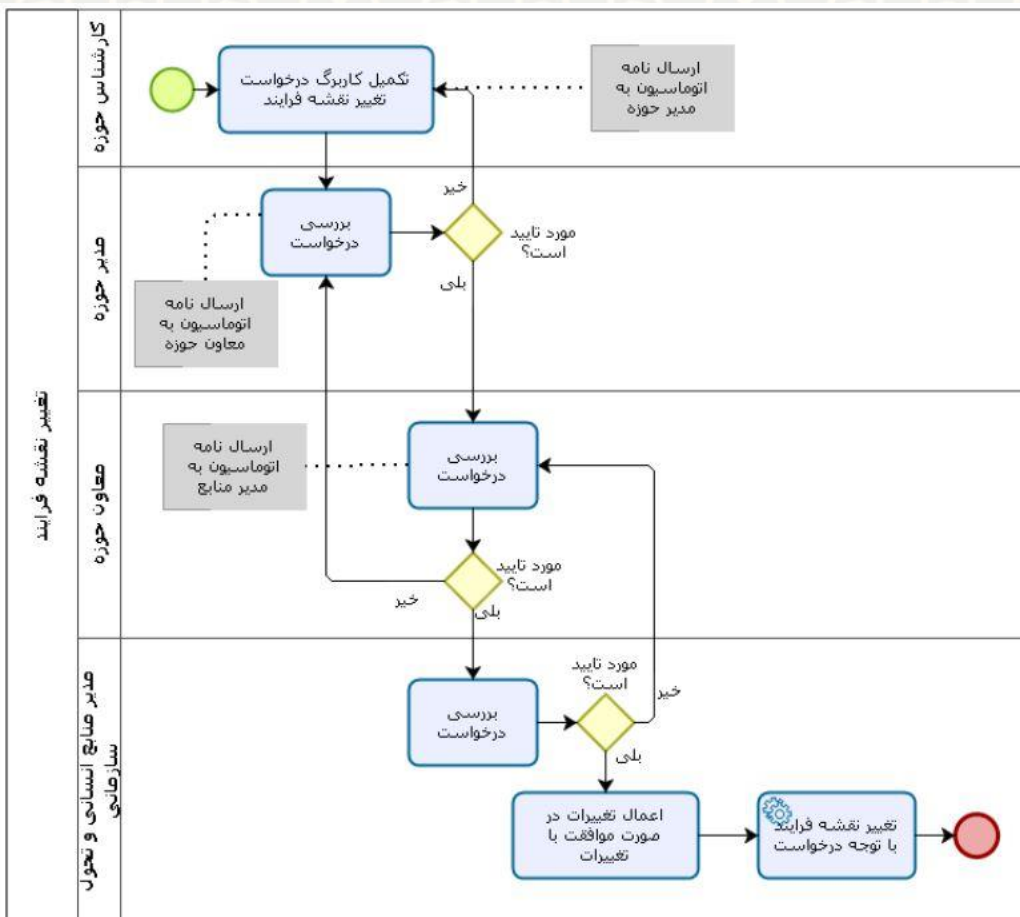 تغییر نقشه فرایند
کارشناس حوزه
تکمیل کاربرگ درخواست
تغییر نقشه فرایند
ارسال نامه
اتوماسیون به
مدیر حوزه
مدیر حوزه
بررسی
درخواست
خیر
مورد تایید
است؟
بلی
ارسال نامه
اتوماسیون به
معاون حوزه
معاون حوزه
ارسال نامه
اتوماسیون به
مدیر منابع
بررسی
درخواست
مورد تایید
است؟
خیر
بلی
مدیر منابع انسانی و تحول
سازمانی
بررسی
درخواست
مورد تایید
است؟
خیر
بلی
اعمال تغییرات در
صورت موافقت با
تغییرات
تغییر نقشه فرایند
با توجه درخواست